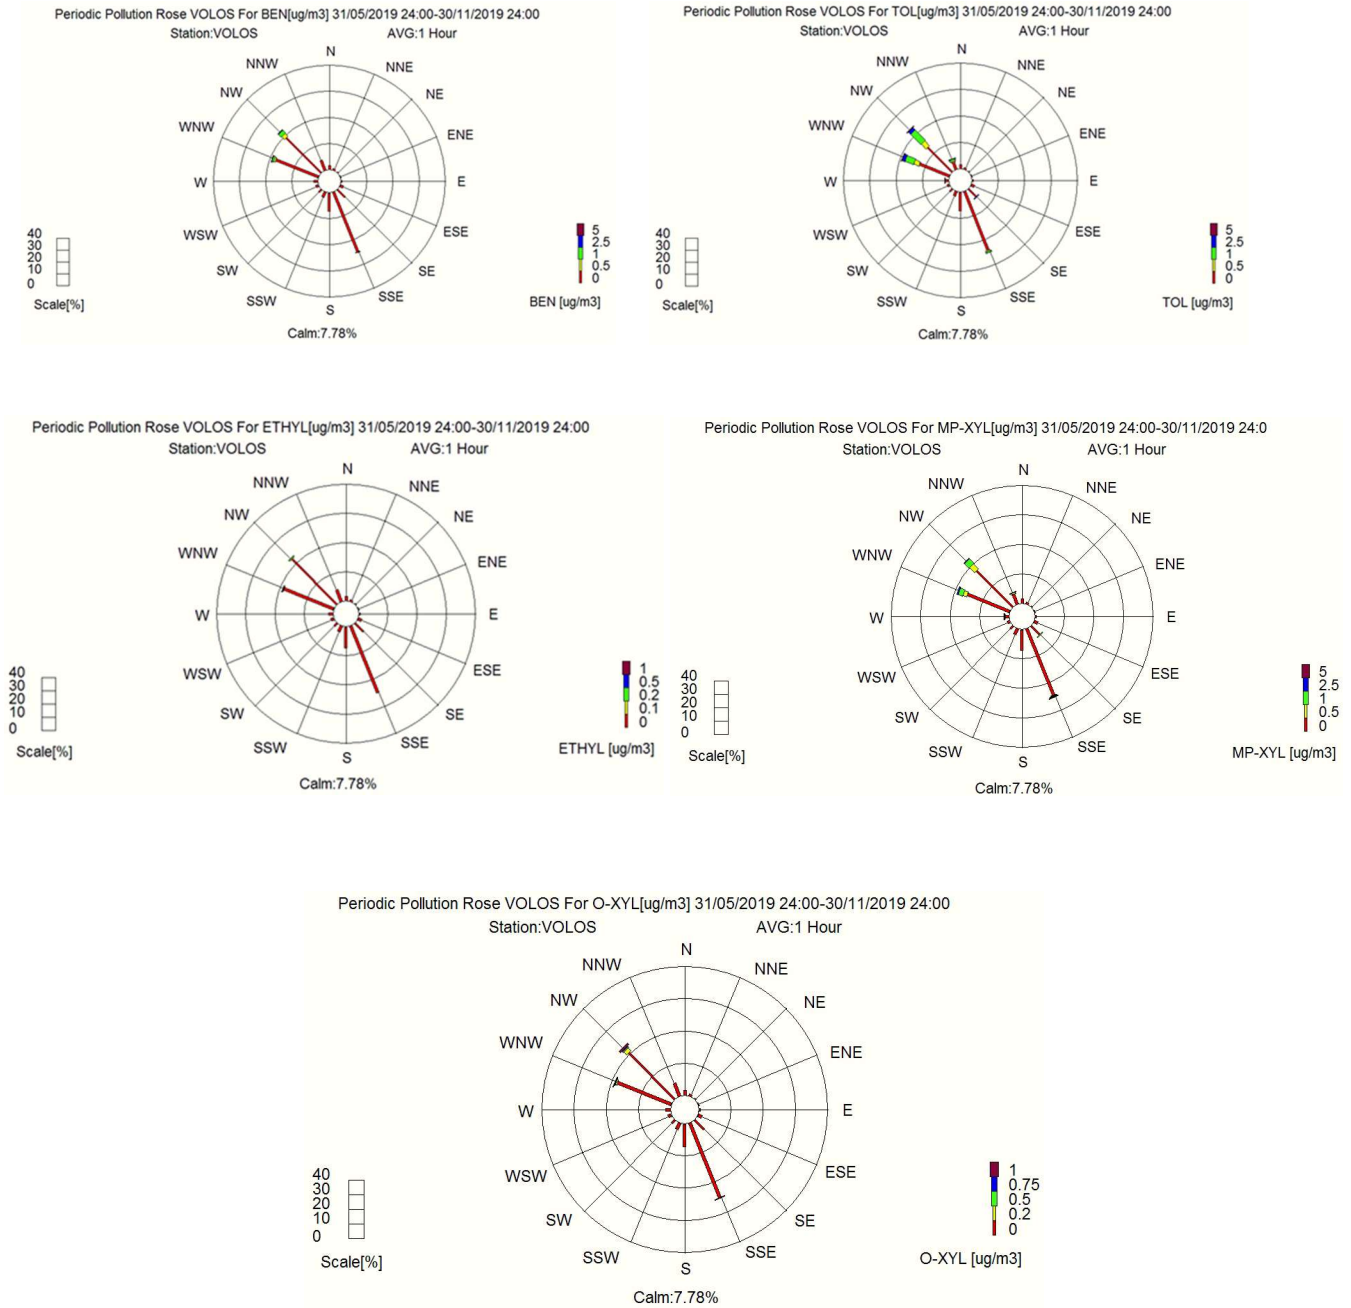 Periodic Pollution Rose VOLOS For BEN[ug/m3] 31/05/2019 24:00-30/11/2019 24:00
Station:VOLOS AVG:1 Hour
N
NNW NNE
NW NE
WNW ENE
W E
WSW ESE
SW SE
SSW SSE
S
40
30
20
10
0
Scale[%]
5
2.5
1
0.5
0
BEN [ug/m3]
Calm:7.78%
Periodic Pollution Rose VOLOS For TOL[ug/m3] 31/05/2019 24:00-30/11/2019 24:00
Station:VOLOS AVG:1 Hour
N
NNW NNE
NW NE
WNW ENE
W E
WSW ESE
SW SE
SSW SSE
S
40
30
20
10
0
Scale[%]
5
2.5
1
0.5
0
TOL [ug/m3]
Calm:7.78%
Periodic Pollution Rose VOLOS For ETHYL[ug/m3] 31/05/2019 24:00-30/11/2019 24:00
Station:VOLOS AVG:1 Hour
N
NNW NNE
NW NE
WNW ENE
W E
WSW ESE
SW SE
SSW SSE
S
40
30
20
10
0
Scale[%]
1
0.5
0.2
0.1
0
ETHYL [ug/m3]
Calm:7.78%
Periodic Pollution Rose VOLOS For MP-XYL[ug/m3] 31/05/2019 24:00-30/11/2019 24:0
Station:VOLOS AVG:1 Hour
N
NNW NNE
NW NE
WNW ENE
W E
WSW ESE
SW SE
SSW SSE
S
40
30
20
10
0
Scale[%]
5
2.5
1
0.5
0
MP-XYL [ug/m3]
Calm:7.78%
Periodic Pollution Rose VOLOS For O-XYL[ug/m3] 31/05/2019 24:00-30/11/2019 24:00
Station:VOLOS AVG:1 Hour
N
NNW NNE
NW NE
WNW ENE
W E
WSW ESE
SW SE
SSW SSE
S
40
30
20
10
0
Scale[%]
1
0.75
0.5
0.2
0
O-XYL [ug/m3]
Calm:7.78%